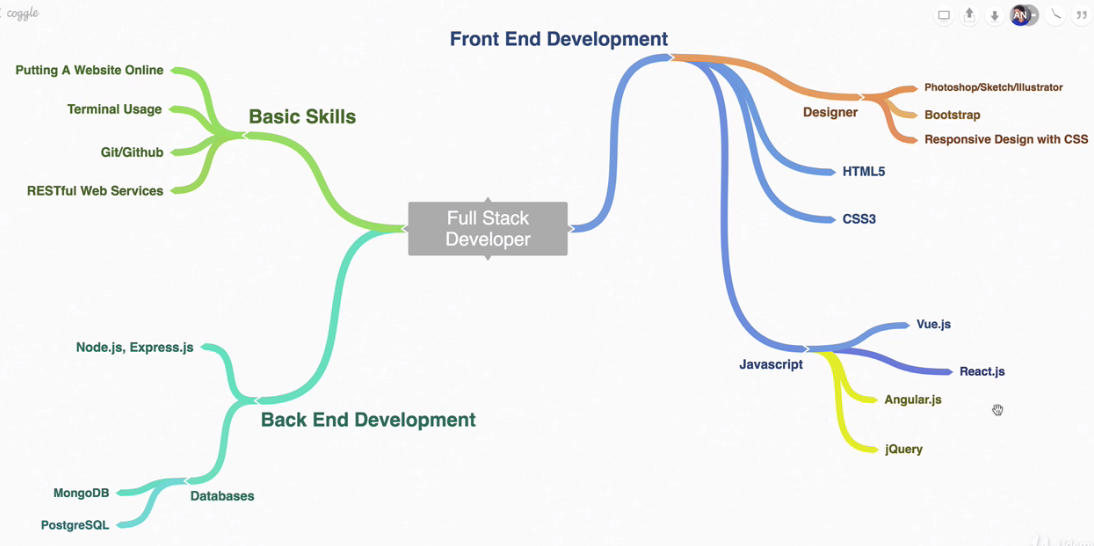 coggle
AN
Front End Development
Putting A Website Online
Terminal Usage
Basic Skills
Git/Github
RESTful Web Services
Photoshop/Sketch/Illustrator
Designer
Bootstrap
Responsive Design with CSS
HTML5
CSS3
Full Stack
Developer
Vue.js
Javascript
React.js
Angular.js
jQuery
Node.js, Express.js
Back End Development
MongoDB
Databases
PostgreSQL